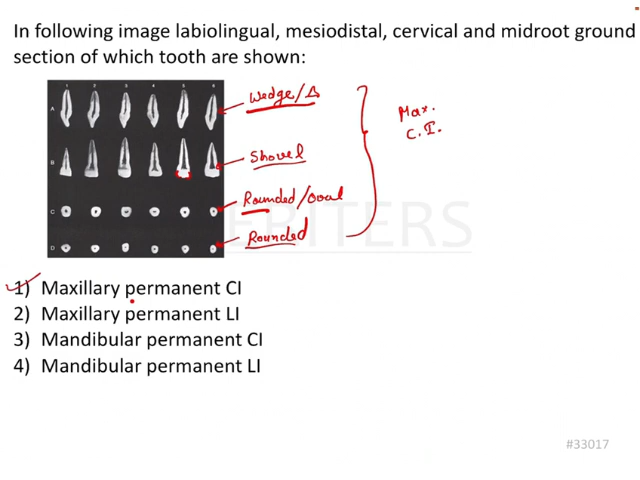 In following image labiolingual, mesiodistal, cervical and midroot ground
section of which tooth are shown:
1 2 3 4 5 6
A
Wedge/Δ
Max.
C.I.
B
Shovel
C
Rounded/oval
EPITERS
D
Rounded
1) Maxillary permanent CI
2) Maxillary permanent LI
3) Mandibular permanent CI
4) Mandibular permanent LI
#33017